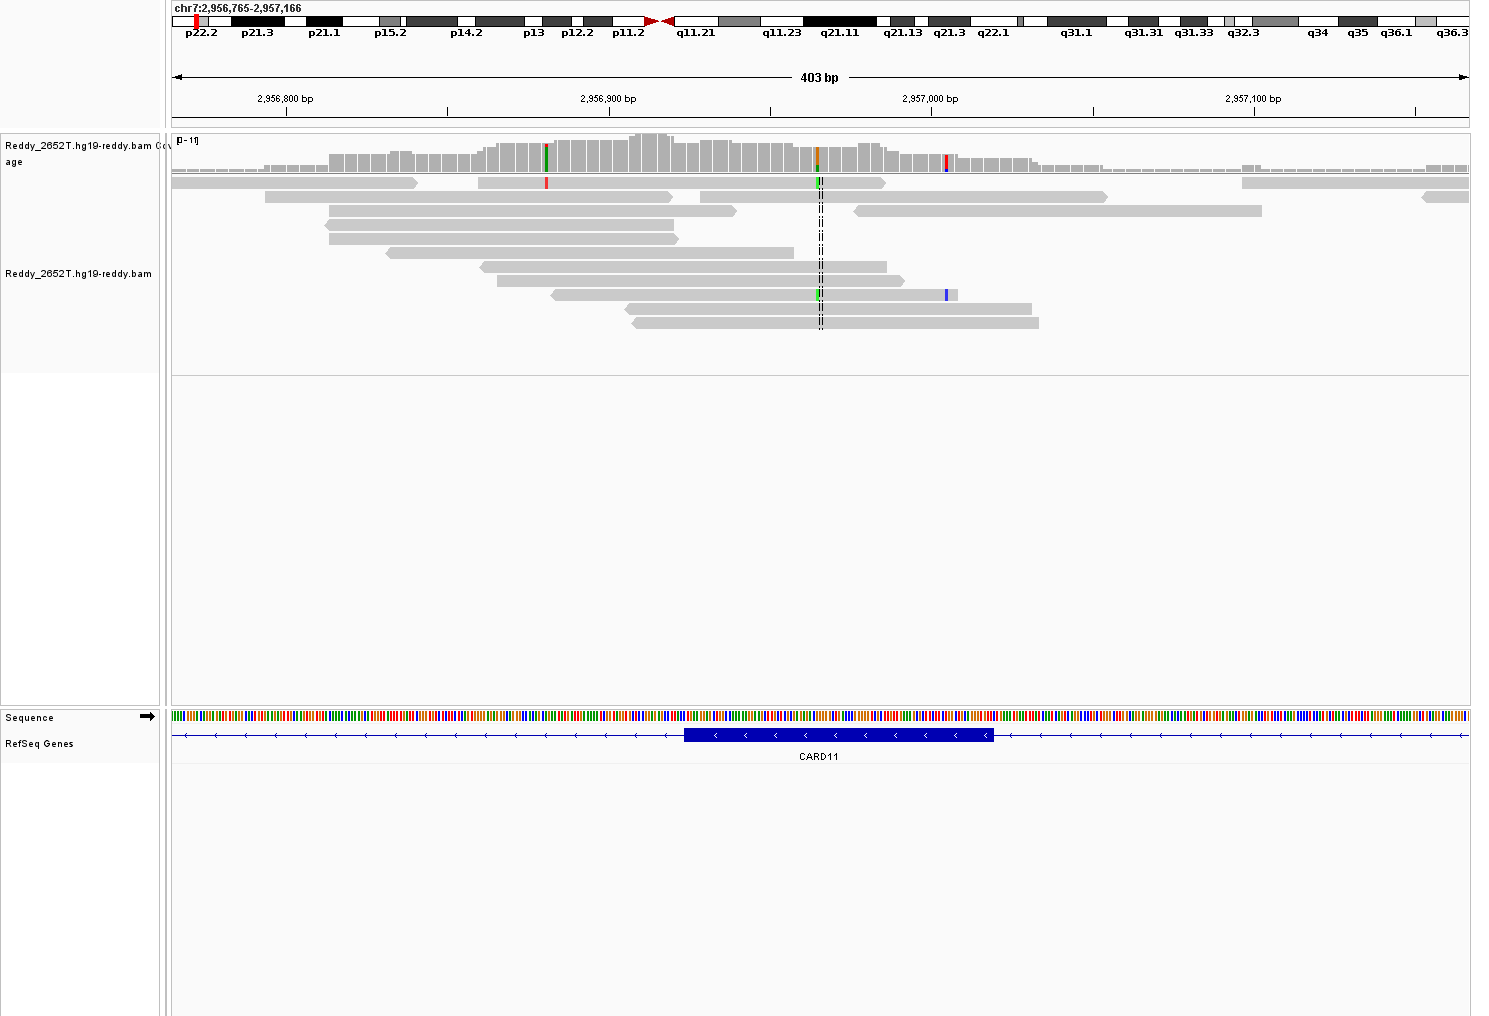 chr7:2,956,765-2,957,166
p22.2 p21.3 p21.1 p15.2 p14.2 p13 p12.2 p11.2 q11.21 q11.23 q21.11 q21.13 q21.3 q22.1 q31.1 q31.31 q31.33 q32.3 q34 q35 q36.1 q36.3
403 bp
2,956,800 bp 2,956,900 bp 2,957,000 bp 2,957,100 bp
Reddy_2652T.hg19-reddy.bam Cov
age
[0 - 11]
Reddy_2652T.hg19-reddy.bam
Sequence
RefSeq Genes
CARD11